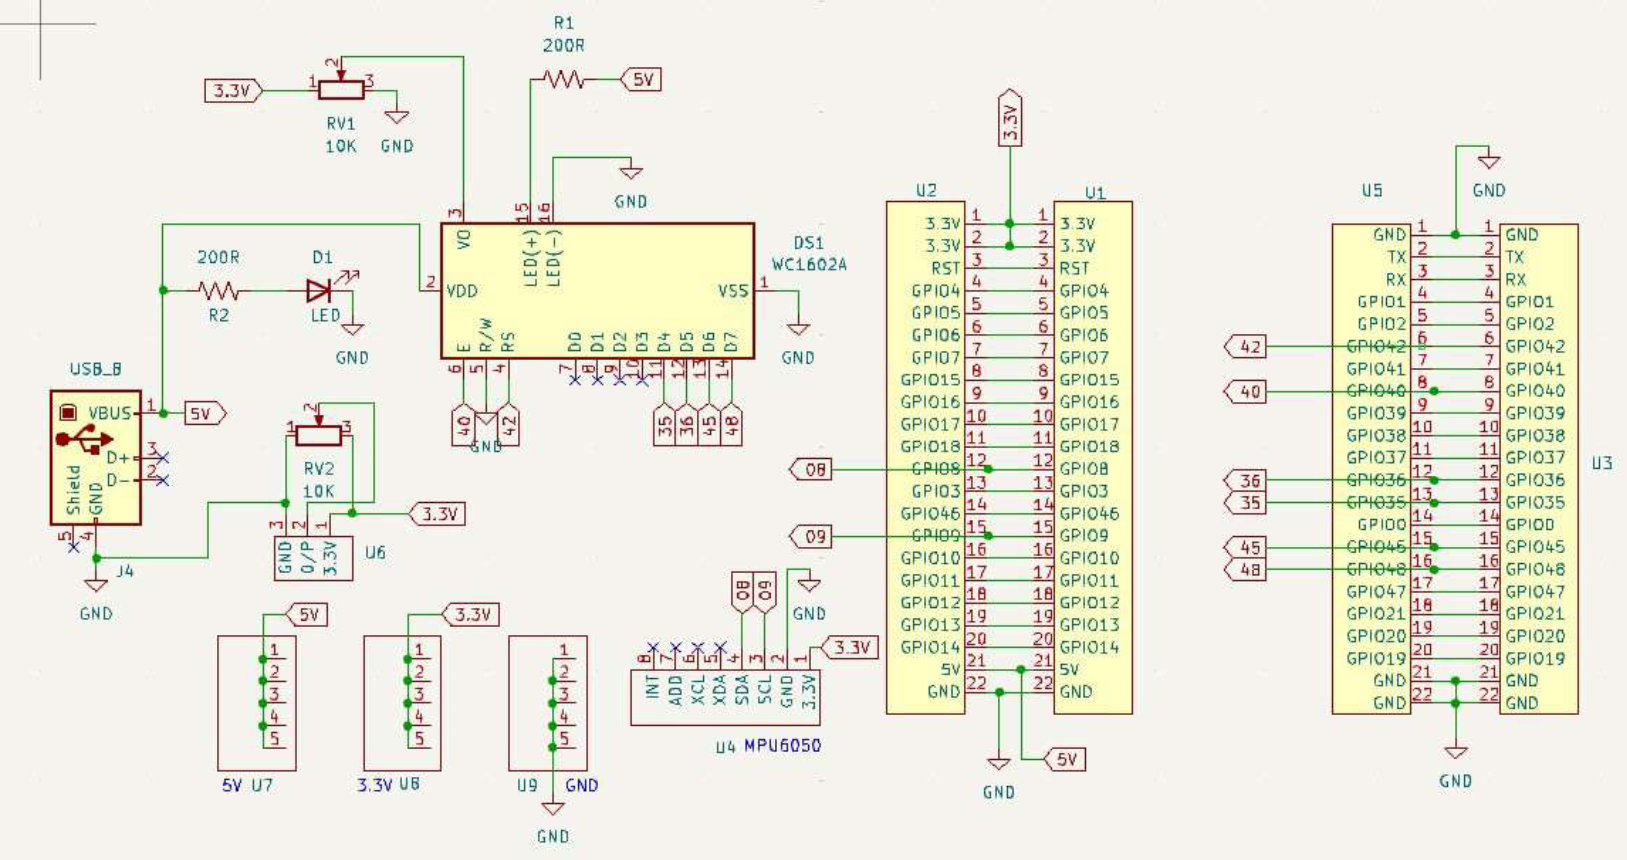 R1
200R
5V
3.3V
1
2
3
RV1
10K
GND
GND
3
15
16
VO
LED(+)
LED(-)
DS1
WC1602A
2
VDD
VSS
1
GND
E
R/W
RS
D0
D1
D2
D3
D4
D5
D6
D7
6
5
4
7
8
9
10
11
12
13
14
40
GND
42
35
36
45
48
200R
R2
D1
LED
GND
USB_B
VBUS
1
5V
D+
3
D-
2
Shield
GND
5
4
J4
GND
1
2
3
RV2
10K
3.3V
3
2
1
GND
O/P
3.3V
U6
5V
1
2
3
4
5
5V U7
3.3V
1
2
3
4
5
3.3V U8
1
2
3
4
5
U9 GND
GND
08
09
GND
3.3V
8
7
6
5
4
3
2
1
INT
ADD
XCL
XDA
SDA
SCL
GND
3.3V
U4 MPU6050
3.3V
U2
U1
3.3V 1 1 3.3V
3.3V 2 2 3.3V
RST 3 3 RST
GPIO4 4 4 GPIO4
GPIO5 5 5 GPIO5
GPIO6 6 6 GPIO6
GPIO7 7 7 GPIO7
GPIO15 8 8 GPIO15
GPIO16 9 9 GPIO16
GPIO17 10 10 GPIO17
GPIO18 11 11 GPIO18
08 GPIO8 12 12 GPIO8
GPIO3 13 13 GPIO3
GPIO46 14 14 GPIO46
09 GPIO9 15 15 GPIO9
GPIO10 16 16 GPIO10
GPIO11 17 17 GPIO11
GPIO12 18 18 GPIO12
GPIO13 19 19 GPIO13
GPIO14 20 20 GPIO14
5V 21 21 5V
GND 22 22 GND
5V
GND
U5
GND
U3
GND 1 1 GND
TX 2 2 TX
RX 3 3 RX
GPIO1 4 4 GPIO1
GPIO2 5 5 GPIO2
42 GPIO42 6 6 GPIO42
GPIO41 7 7 GPIO41
40 GPIO40 8 8 GPIO40
GPIO39 9 9 GPIO39
GPIO38 10 10 GPIO38
GPIO37 11 11 GPIO37
36 GPIO36 12 12 GPIO36
35 GPIO35 13 13 GPIO35
GPIO0 14 14 GPIO0
45 GPIO45 15 15 GPIO45
48 GPIO48 16 16 GPIO48
GPIO47 17 17 GPIO47
GPIO21 18 18 GPIO21
GPIO20 19 19 GPIO20
GPIO19 20 20 GPIO19
GND 21 21 GND
GND 22 22 GND
GND